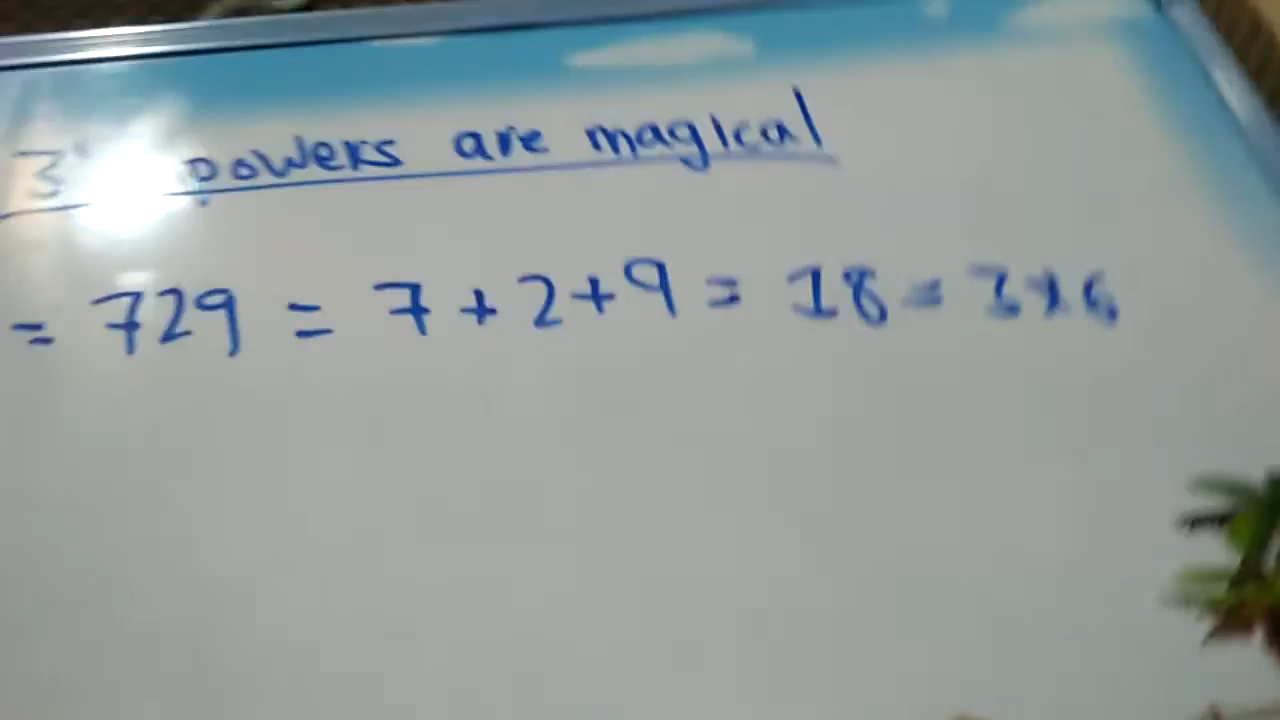 3 powers are magical
= 729 = 7+2+9 = 18 = 3×6